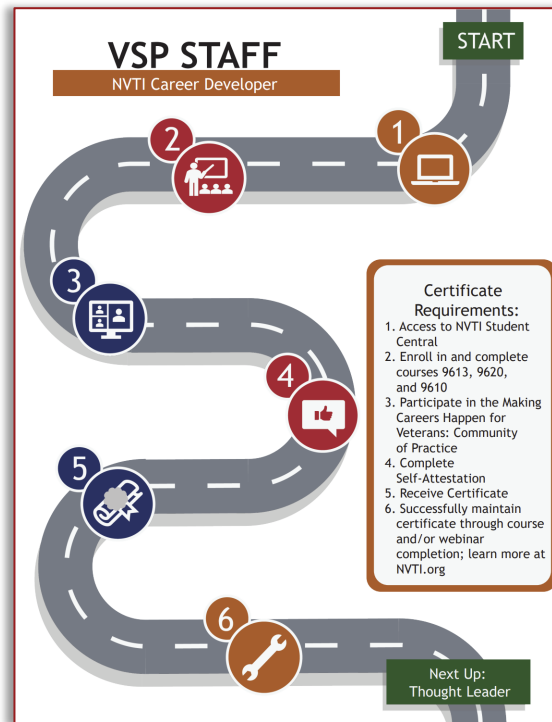 START
VSP STAFF
NVTI Career Developer
1
2
3
4
5
6
Certificate
Requirements:
1. Access to NVTI Student
Central
2. Enroll in and complete
courses 9613, 9620,
and 9610
3. Participate in the Making
Careers Happen for
Veterans: Community
of Practice
4. Complete
Self-Attestation
5. Receive Certificate
6. Successfully maintain
certificate through course
and/or webinar
completion; learn more at
NVTI.org
Next Up:
Thought Leader